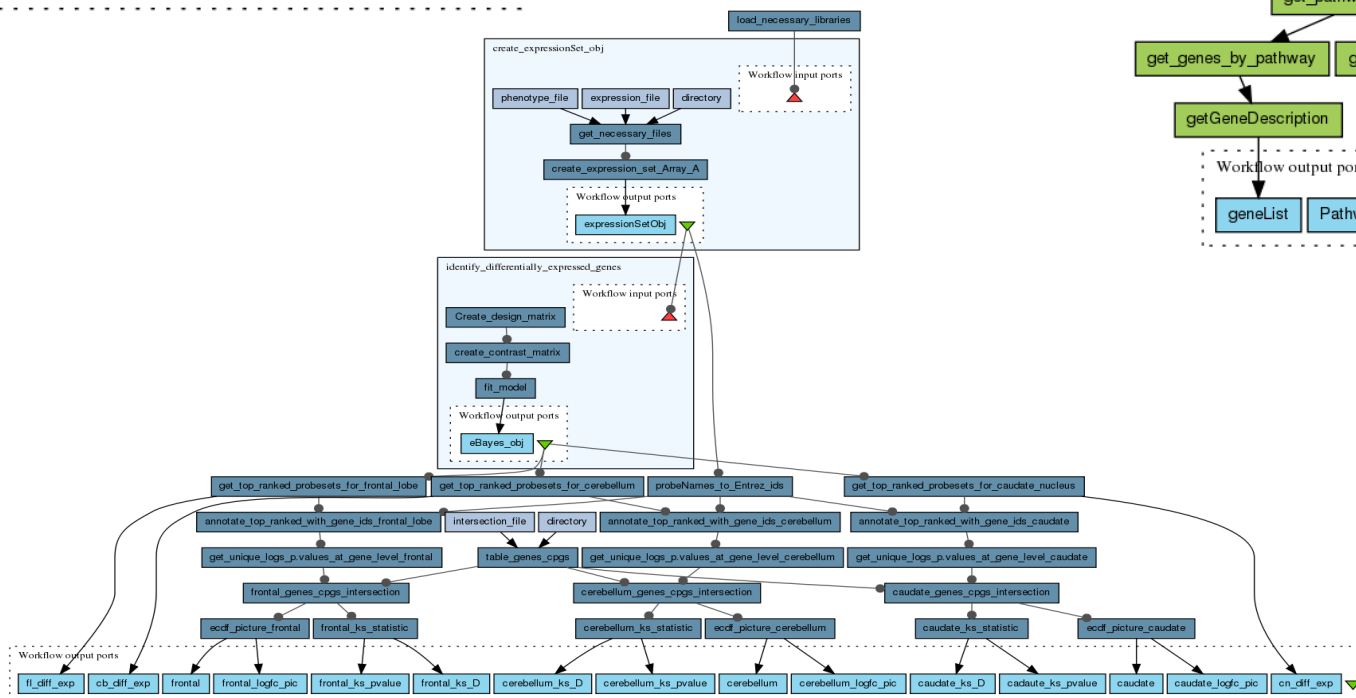 load_necessary_libraries
create_expressionSet_obj
Workflow input ports
phenotype_file
expression_file
directory
get_necessary_files
create_expression_set_Array_A
Workflow output ports
expressionSetObj
get_genes_by_pathway
getGeneDescription
Workflow output por
geneList
Pathw
identify_differentially_expressed_genes
Workflow input ports
Create_design_matrix
create_contrast_matrix
fit_model
Workflow output ports
eBayes_obj
get_top_ranked_probesets_for_frontal_lobe
get_top_ranked_probesets_for_cerebellum
probeNames_to_Entrez_ids
get_top_ranked_probesets_for_caudate_nucleus
annotate_top_ranked_with_gene_ids_frontal_lobe
intersection_file
directory
annotate_top_ranked_with_gene_ids_cerebellum
annotate_top_ranked_with_gene_ids_caudate
get_unique_logs_p.values_at_gene_level_frontal
table_genes_cpgs
get_unique_logs_p.values_at_gene_level_cerebellum
get_unique_logs_p.values_at_gene_level_caudate
frontal_genes_cpgs_intersection
cerebellum_genes_cpgs_intersection
caudate_genes_cpgs_intersection
ecdf_picture_frontal
frontal_ks_statistic
cerebellum_ks_statistic
ecdf_picture_cerebellum
caudate_ks_statistic
ecdf_picture_caudate
Workflow output ports
fl_diff_exp
cb_diff_exp
frontal
frontal_logfc_pic
frontal_ks_pvalue
frontal_ks_D
cerebellum_ks_D
cerebellum_ks_pvalue
cerebellum
cerebellum_logfc_pic
caudate_ks_D
cadaute_ks_pvalue
caudate
caudate_logfc_pic
cn_diff_exp